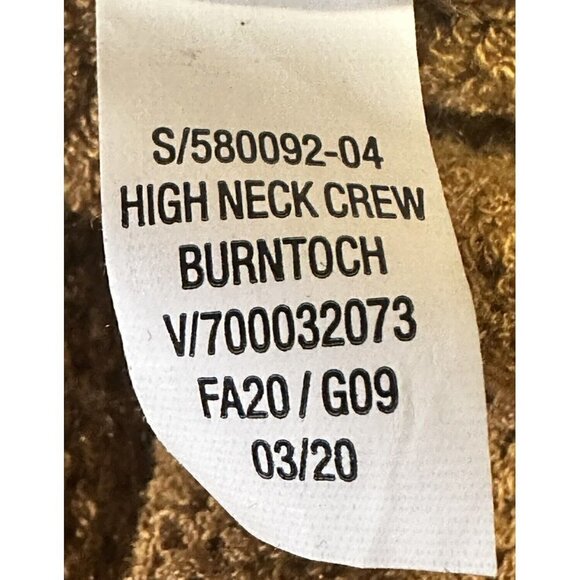 S/580092-04
HIGH NECK CREW
BURNTOCH
V/700032073
FA20 / G09
03/20